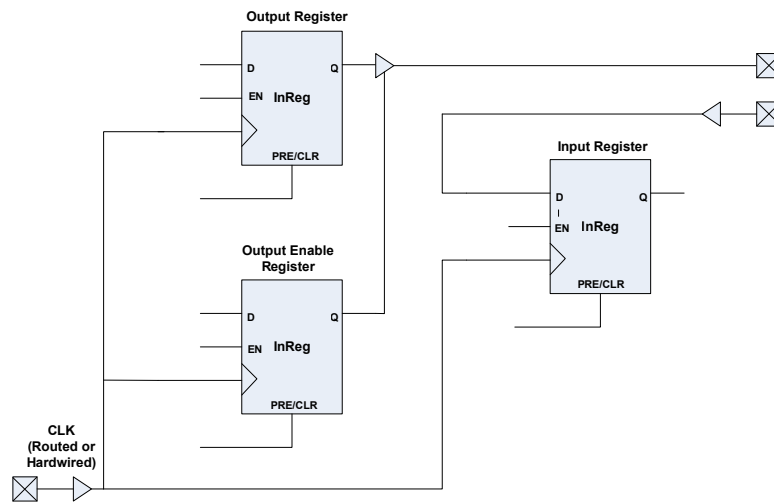 Output Register
D
Q
EN
InReg
PRE/CLR
Input Register
D
Q
EN
InReg
PRE/CLR
Output Enable
Register
D
Q
EN
InReg
PRE/CLR
CLK
(Routed or
Hardwired)